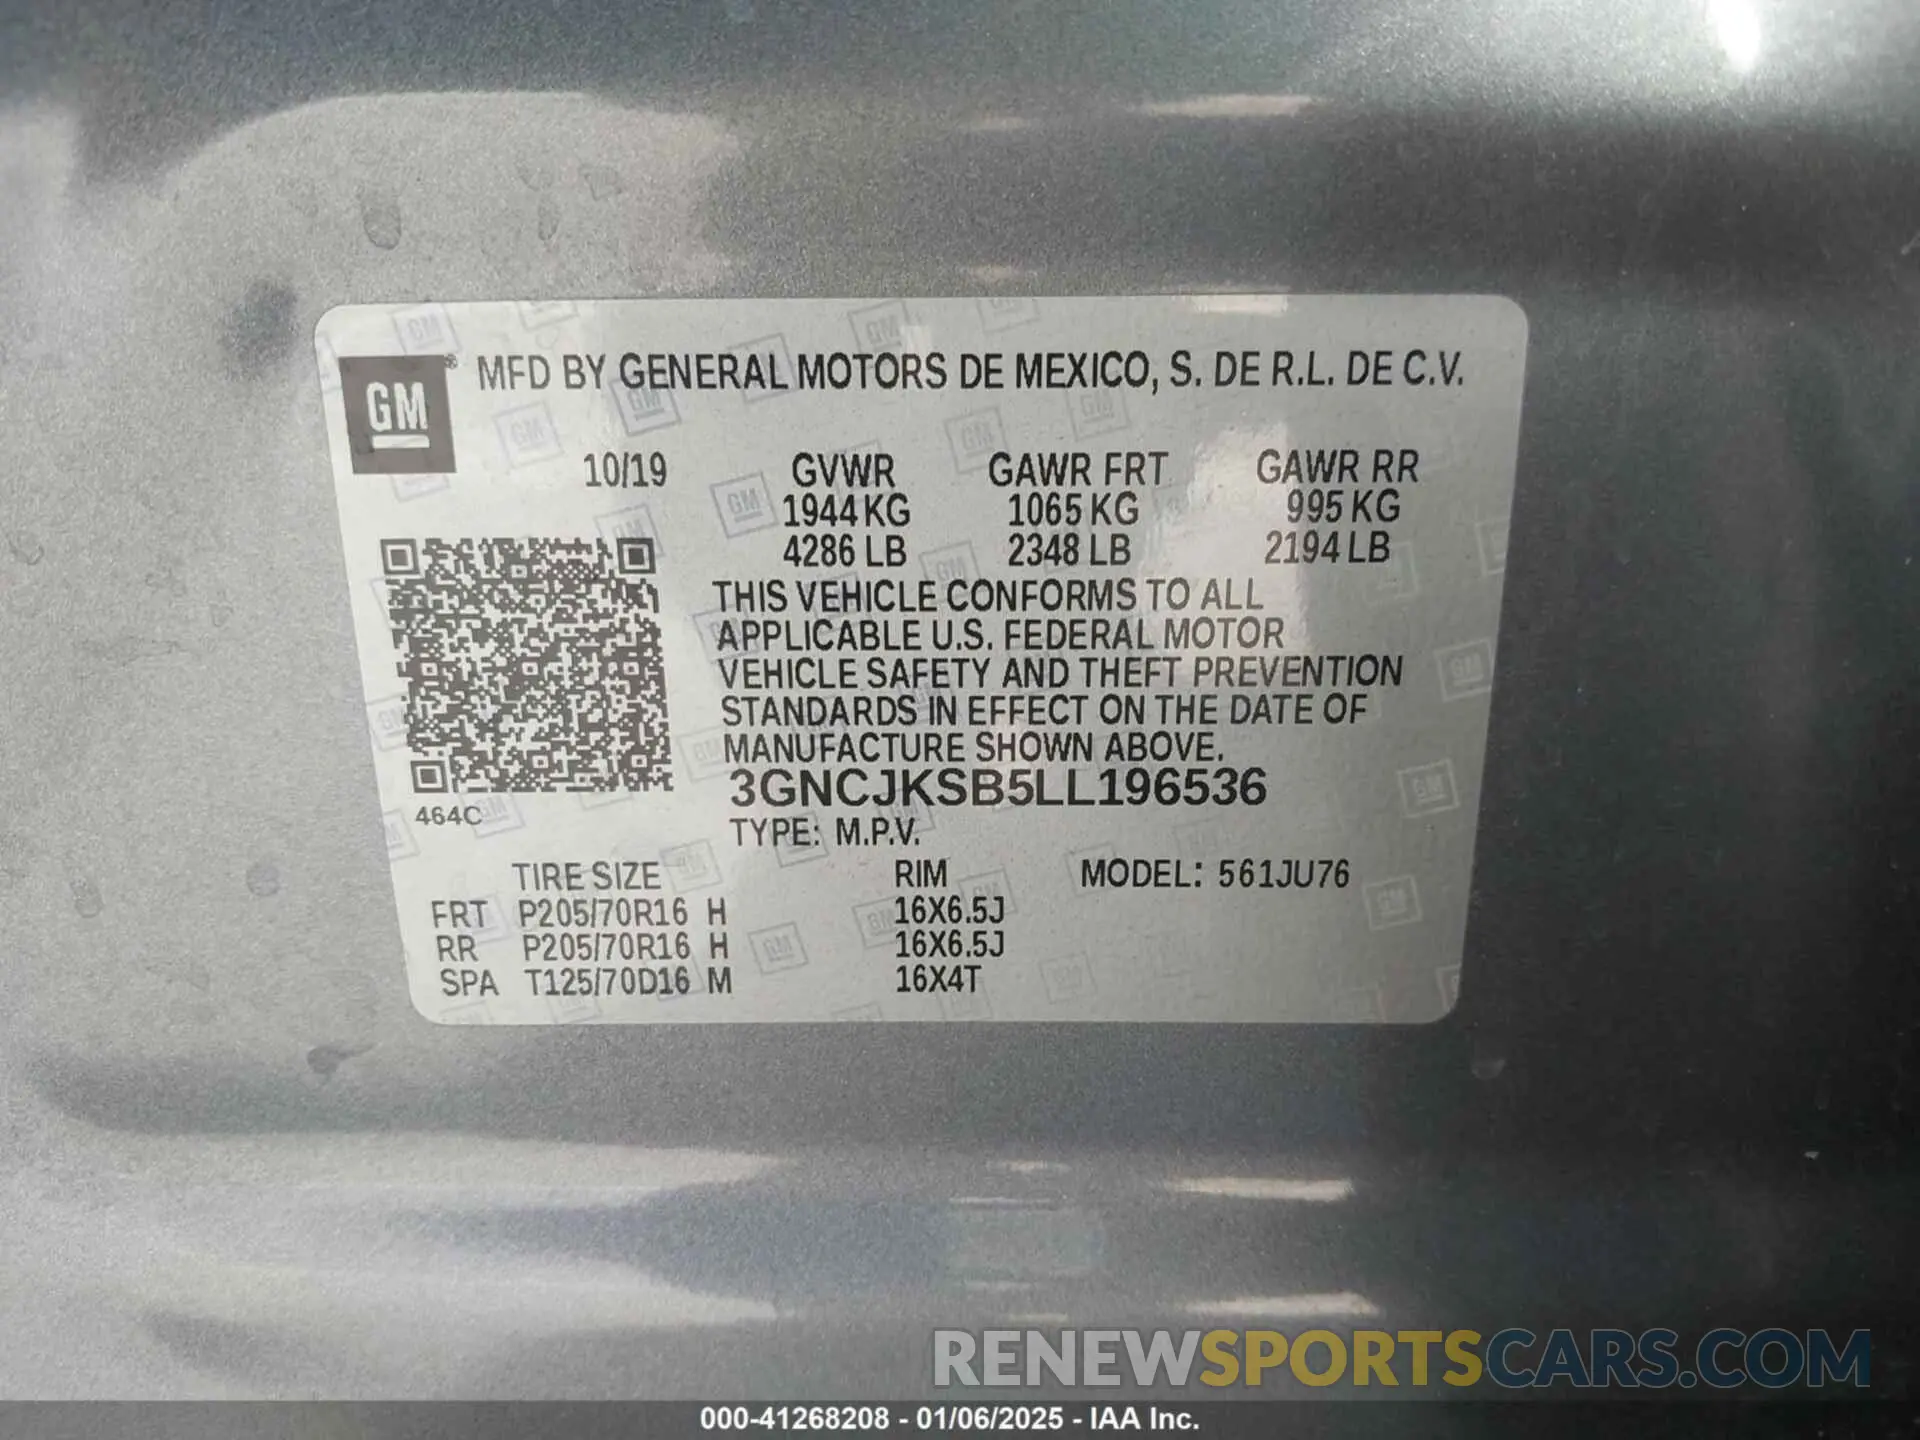 GM ® MFD BY GENERAL MOTORS DE MEXICO, S. DE R.L. DE C.V.
10/19 GVWR GAWR FRT GAWR RR
1944 KG 1065 KG 995 KG
4286 LB 2348 LB 2194 LB
THIS VEHICLE CONFORMS TO ALL
APPLICABLE U.S. FEDERAL MOTOR
VEHICLE SAFETY AND THEFT PREVENTION
STANDARDS IN EFFECT ON THE DATE OF
MANUFACTURE SHOWN ABOVE.
3GNCJKSB5LL196536
464C
TYPE: M.P.V.
TIRE SIZE RIM MODEL: 561JU76
FRT P205/70R16 H 16X6.5J
RR P205/70R16 H 16X6.5J
SPA T125/70D16 M 16X4T
RENEWSPORTSCARS.COM
000-41268208 - 01/06/2025 - IAA Inc.